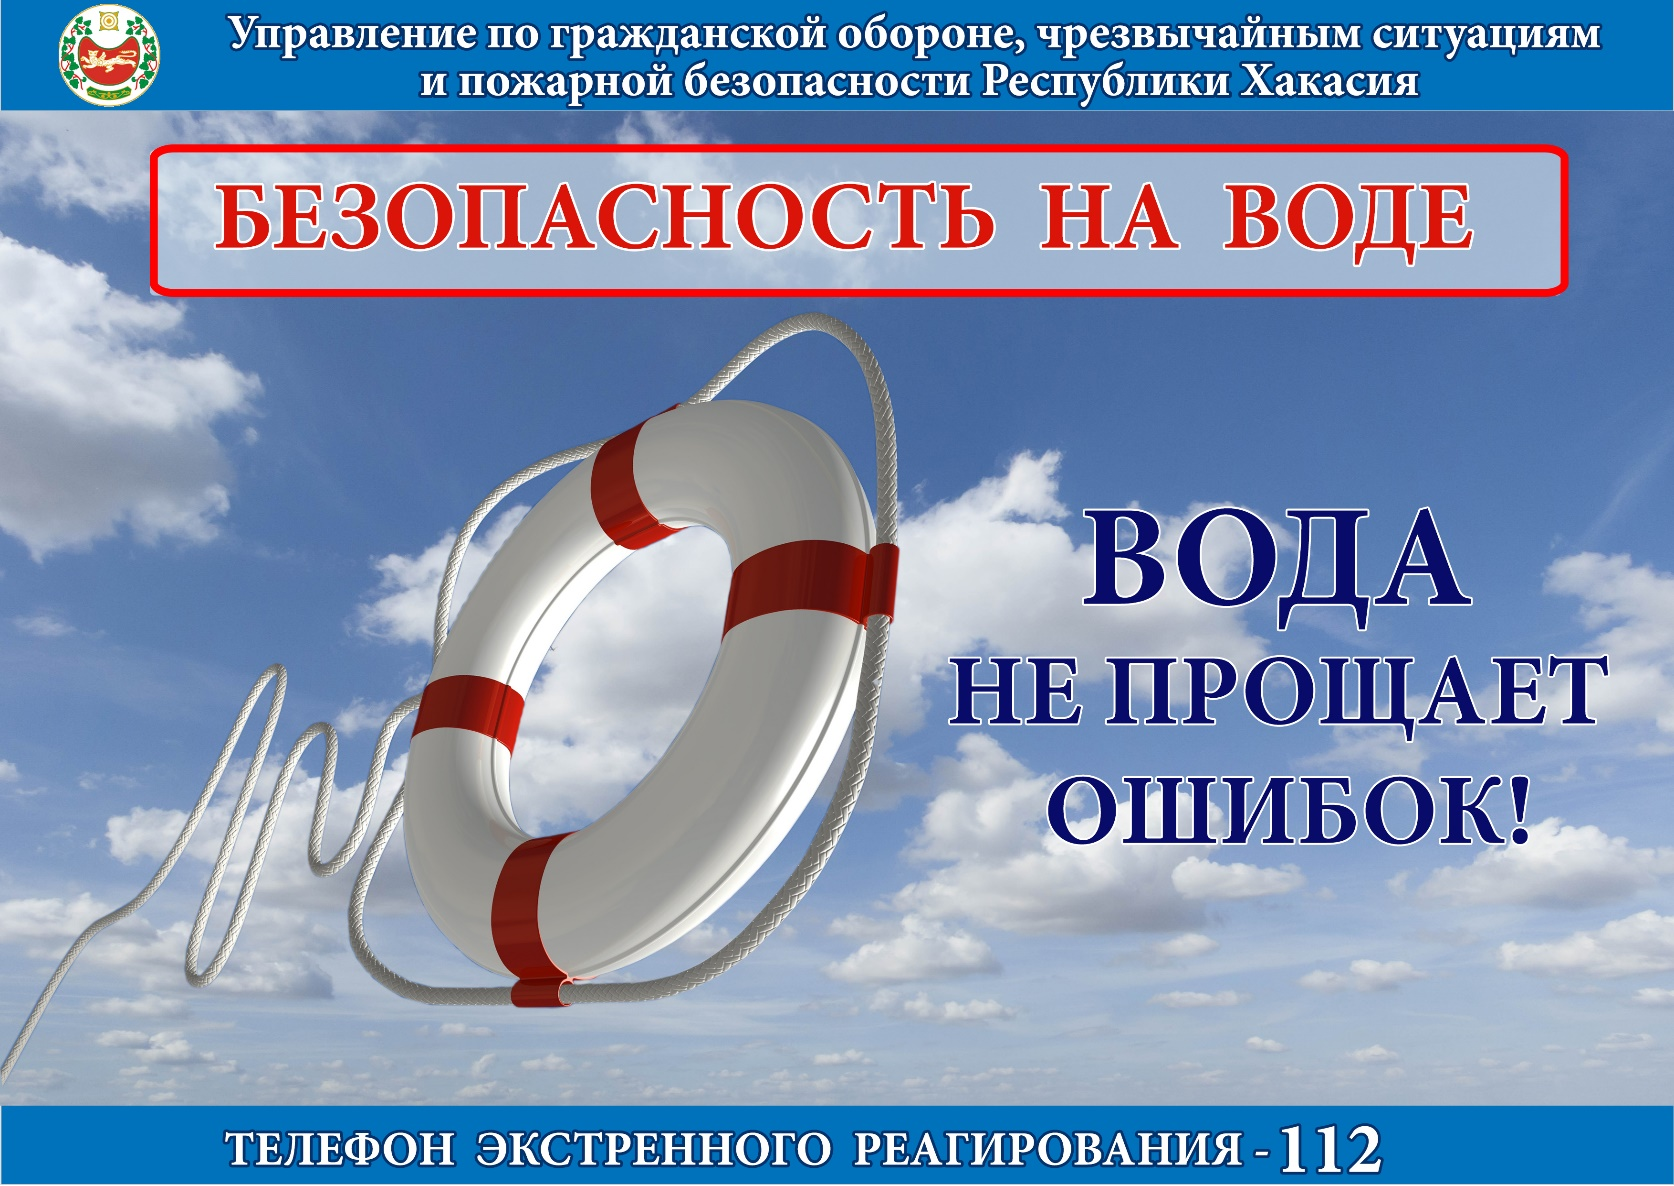 Управление по гражданской обороне, чрезвычайным ситуациям
и пожарной безопасности Республики Хакасия
БЕЗОПАСНОСТЬ НА ВОДЕ
ВОДА
НЕ ПРОЩАЕТ
ОШИБОК!
ТЕЛЕФОН ЭКСТРЕННОГО РЕАГИРОВАНИЯ - 112